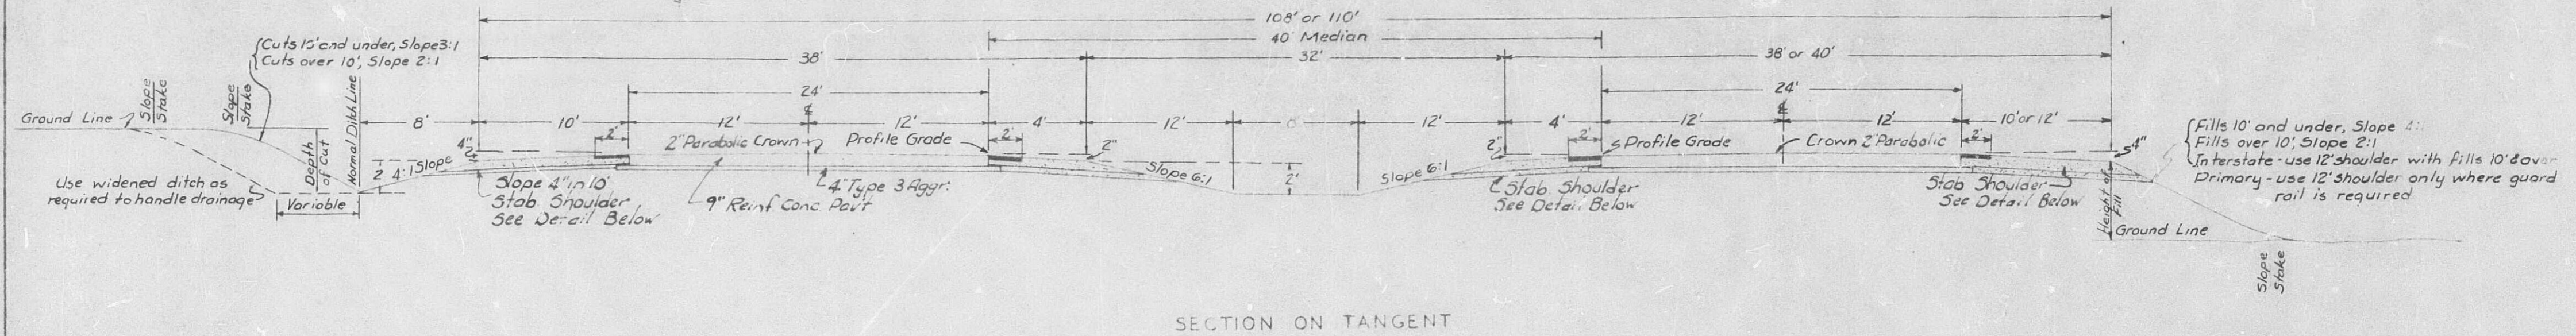 108' or 110'
40' Median
38'
32'
38' or 40'
24'
24'
{Cuts 10' and under, Slope 3:1
Cuts over 10', Slope 2:1
Slope Stake
Slope Stake
Normal Ditch Line
Ground Line
8'
10'
12'
℄
12'
4'
12'
8'
12'
4'
12'
℄
12'
10' or 12'
2'
2" Parabolic Crown
Profile Grade
2'
2"
2"
2'
Profile Grade
Crown 2" Parabolic
2'
4"
4"
2"
Depth of Cut
2'
4:1 Slope
Slope 6:1
2'
Slope 6:1
Use widened ditch as
required to handle drainage
Variable
Slope 4" in 10'
Stab. Shoulder
See Detail Below
9" Reinf. Conc. Pav't
4" Type 3 Aggr.
Stab. Shoulder
See Detail Below
Stab Shoulder
See Detail Below
Height of Fill
{Fills 10' and under, Slope 4:1
Fills over 10', Slope 2:1
Interstate - use 12' shoulder with fills 10' & over
Primary - use 12' shoulder only where guard
rail is required
Ground Line
Slope Stake
SECTION ON TANGENT